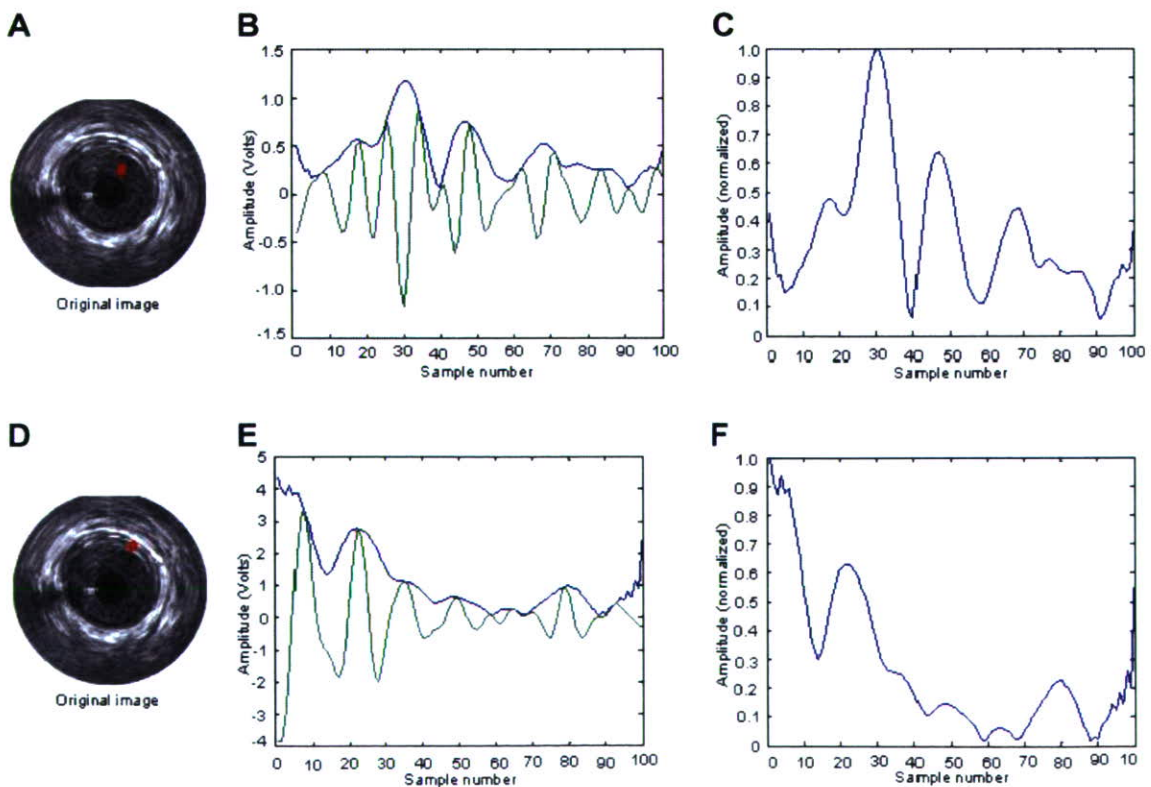 A
Original image
B
Amplitude (Volts)
1.5
1.0
0.5
0
-0.5
-1.0
-1.5
0 10 20 30 40 50 60 70 80 90 100
Sample number
C
Amplitude (normalized)
1.0
0.9
0.8
0.7
0.6
0.5
0.4
0.3
0.2
0.1
0
0 10 20 30 40 50 60 70 80 90 100
Sample number
D
Original image
E
Amplitude (Volts)
5
4
3
2
1
0
-1
-2
-3
-4
0 10 20 30 40 50 60 70 80 90 100
Sample number
F
Amplitude (normalized)
1.0
0.9
0.8
0.7
0.6
0.5
0.4
0.3
0.2
0.1
0
0 10 20 30 40 50 60 70 80 90 10 0
Sample number